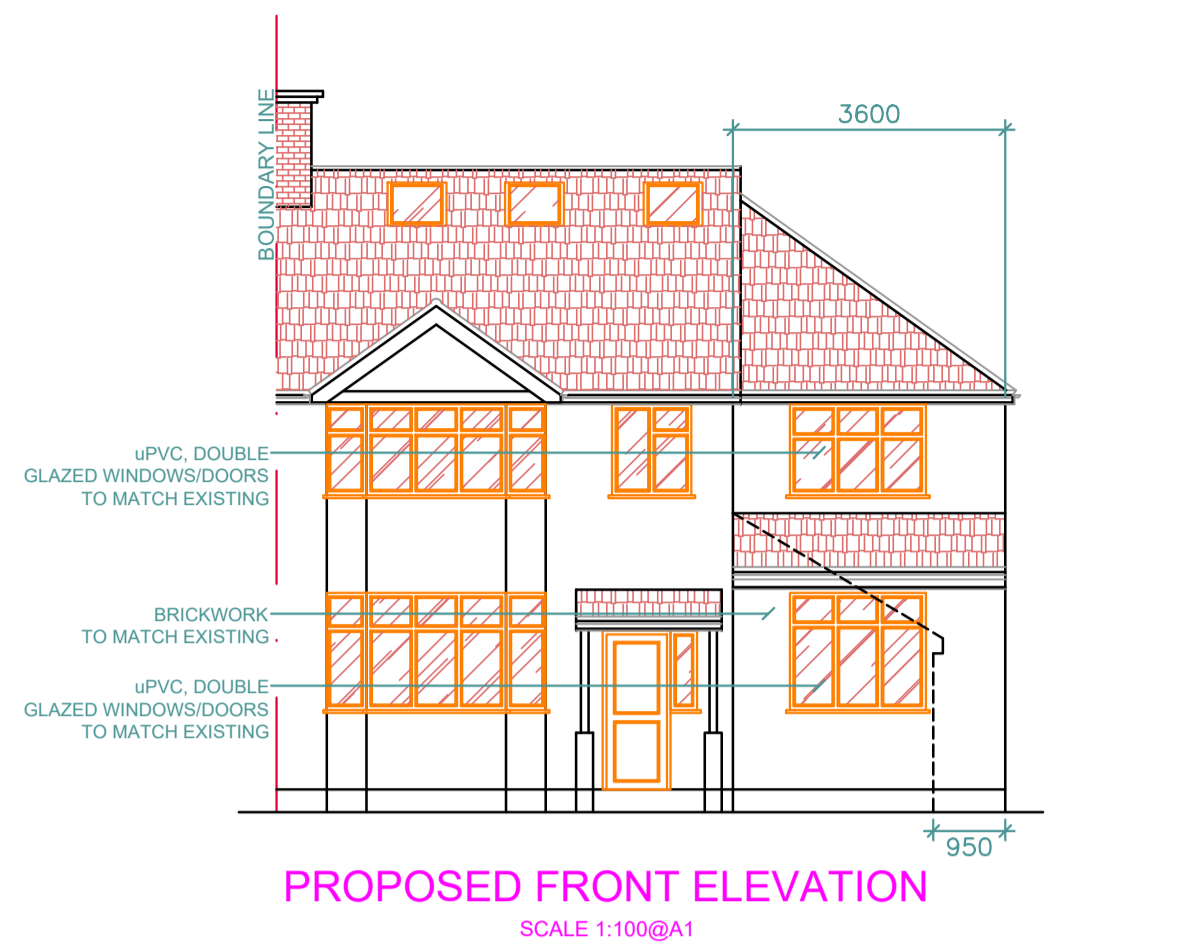 3600
BOUNDARY LINE
uPVC, DOUBLE
GLAZED WINDOWS/DOORS
TO MATCH EXISTING
BRICKWORK
TO MATCH EXISTING
uPVC, DOUBLE
GLAZED WINDOWS/DOORS
TO MATCH EXISTING
950
PROPOSED FRONT ELEVATION
SCALE 1:100@A1